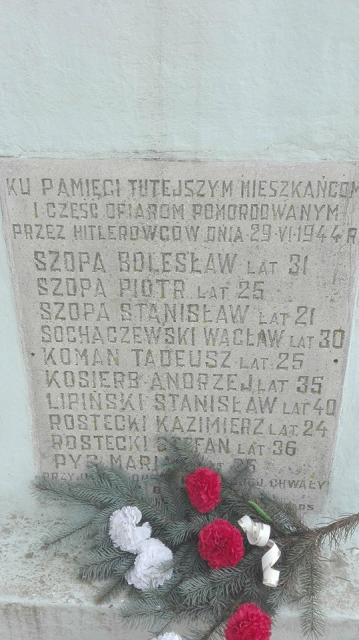 KU PAMIĘCI TUTEJSZYM MIESZKAŃCOM
I CZEŚĆ OFIAROM POMORDOWANYM
PRZEZ HITLEROWCÓW DNIA 29·VI·1944 R
SZOPA BOLESŁAW LAT 31
SZOPA PIOTR LAT 25
SZOPA STANISŁAW LAT 21
SOCHACZEWSKI WACŁAW LAT 30
KOMAN TADEUSZ LAT 25
KOSIERB ANDRZEJ LAT 35
LIPIŃSKI STANISŁAW LAT 40
ROSTECKI KAZIMIERZ LAT 24
ROSTECKI STEFAN LAT 36
CHWAŁY